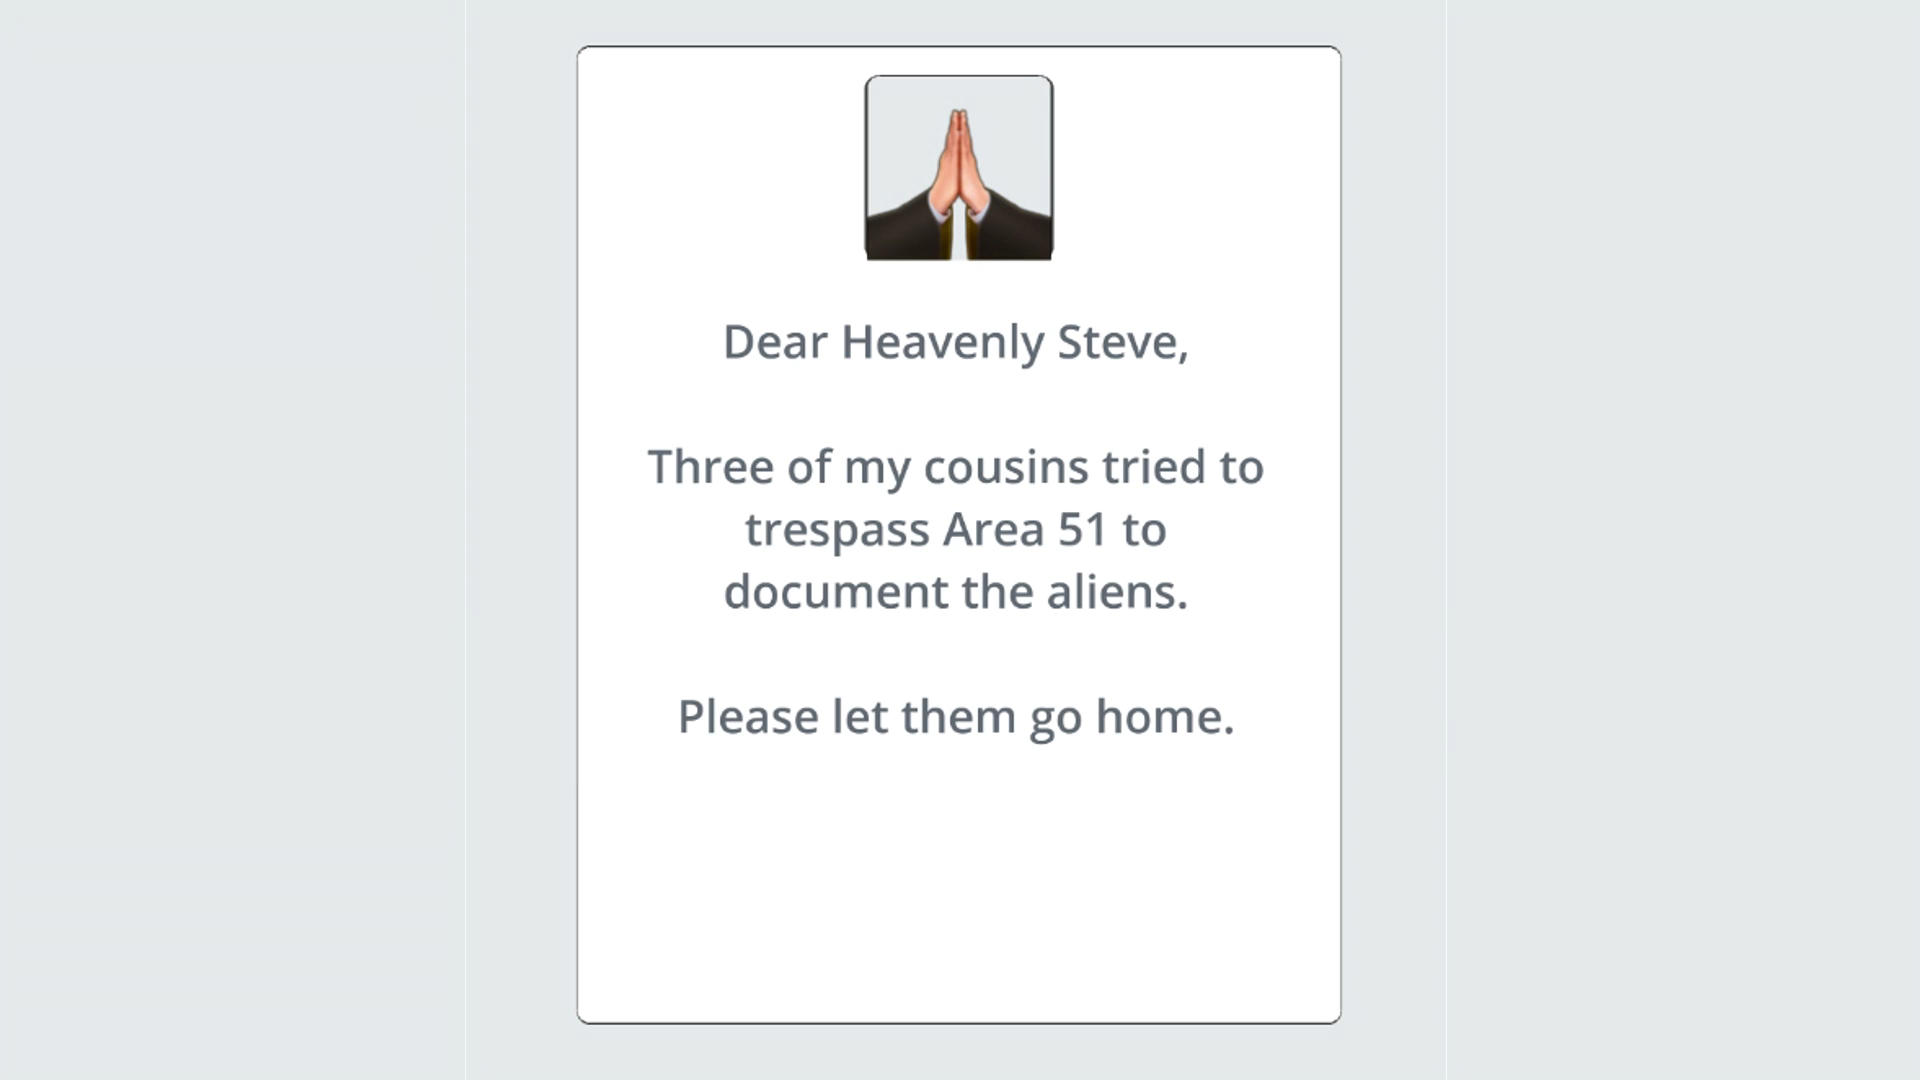 Dear Heavenly Steve,
Three of my cousins tried to
trespass Area 51 to
document the aliens.
Please let them go home.